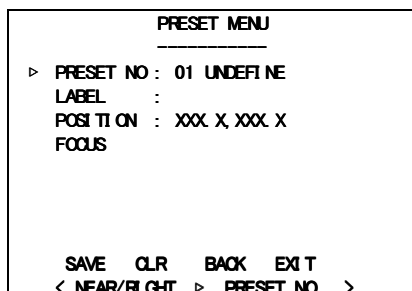 PRESET MENU
-----------
▷ PRESET NO : 01 UNDEFINE
LABEL :
POSITION : XXX.X,XXX.X
FOCUS
SAVE CLR BACK EXIT
< NEAR/RIGHT ▷ PRESET NO >